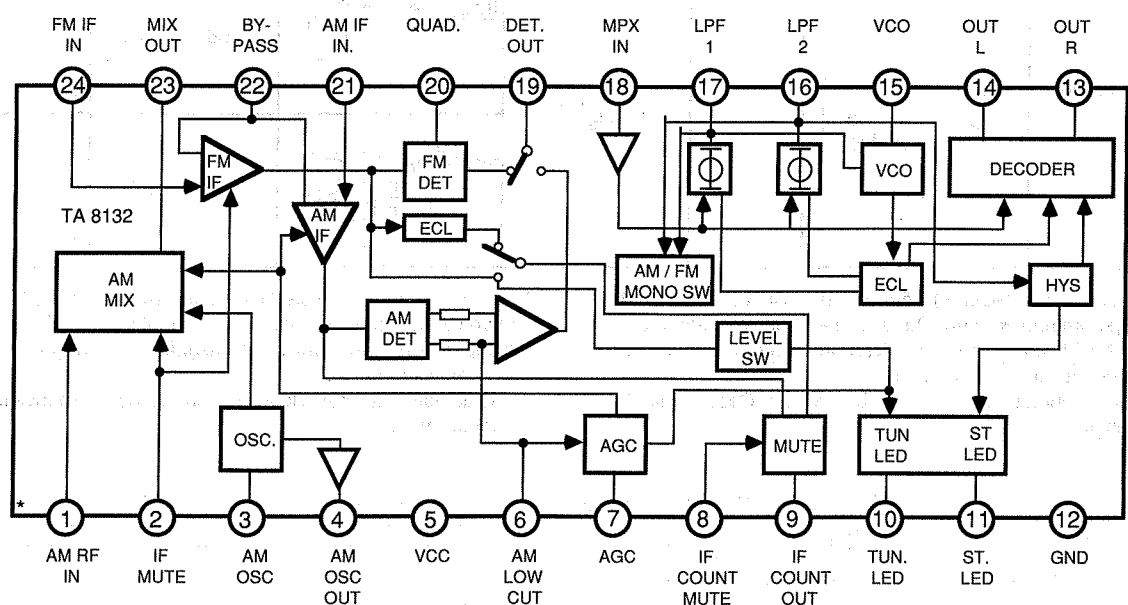 FM IF
IN
MIX
OUT
BY-
PASS
AM IF
IN.
QUAD.
DET.
OUT
MPX
IN
LPF
1
LPF
2
VCO
OUT
L
OUT
R
24
23
22
21
20
19
18
17
16
15
14
13
FM
IF
FM
DET
VCO
DECODER
TA 8132
AM
IF
ECL
AM
MIX
AM / FM
MONO SW
ECL
HYS
AM
DET
LEVEL
SW
OSC.
AGC
MUTE
TUN
LED
ST
LED
*
1
2
3
4
5
6
7
8
9
10
11
12
AM RF
IN
IF
MUTE
AM
OSC
AM
OSC
OUT
VCC
AM
LOW
CUT
AGC
IF
COUNT
MUTE
IF
COUNT
OUT
TUN.
LED
ST.
LED
GND